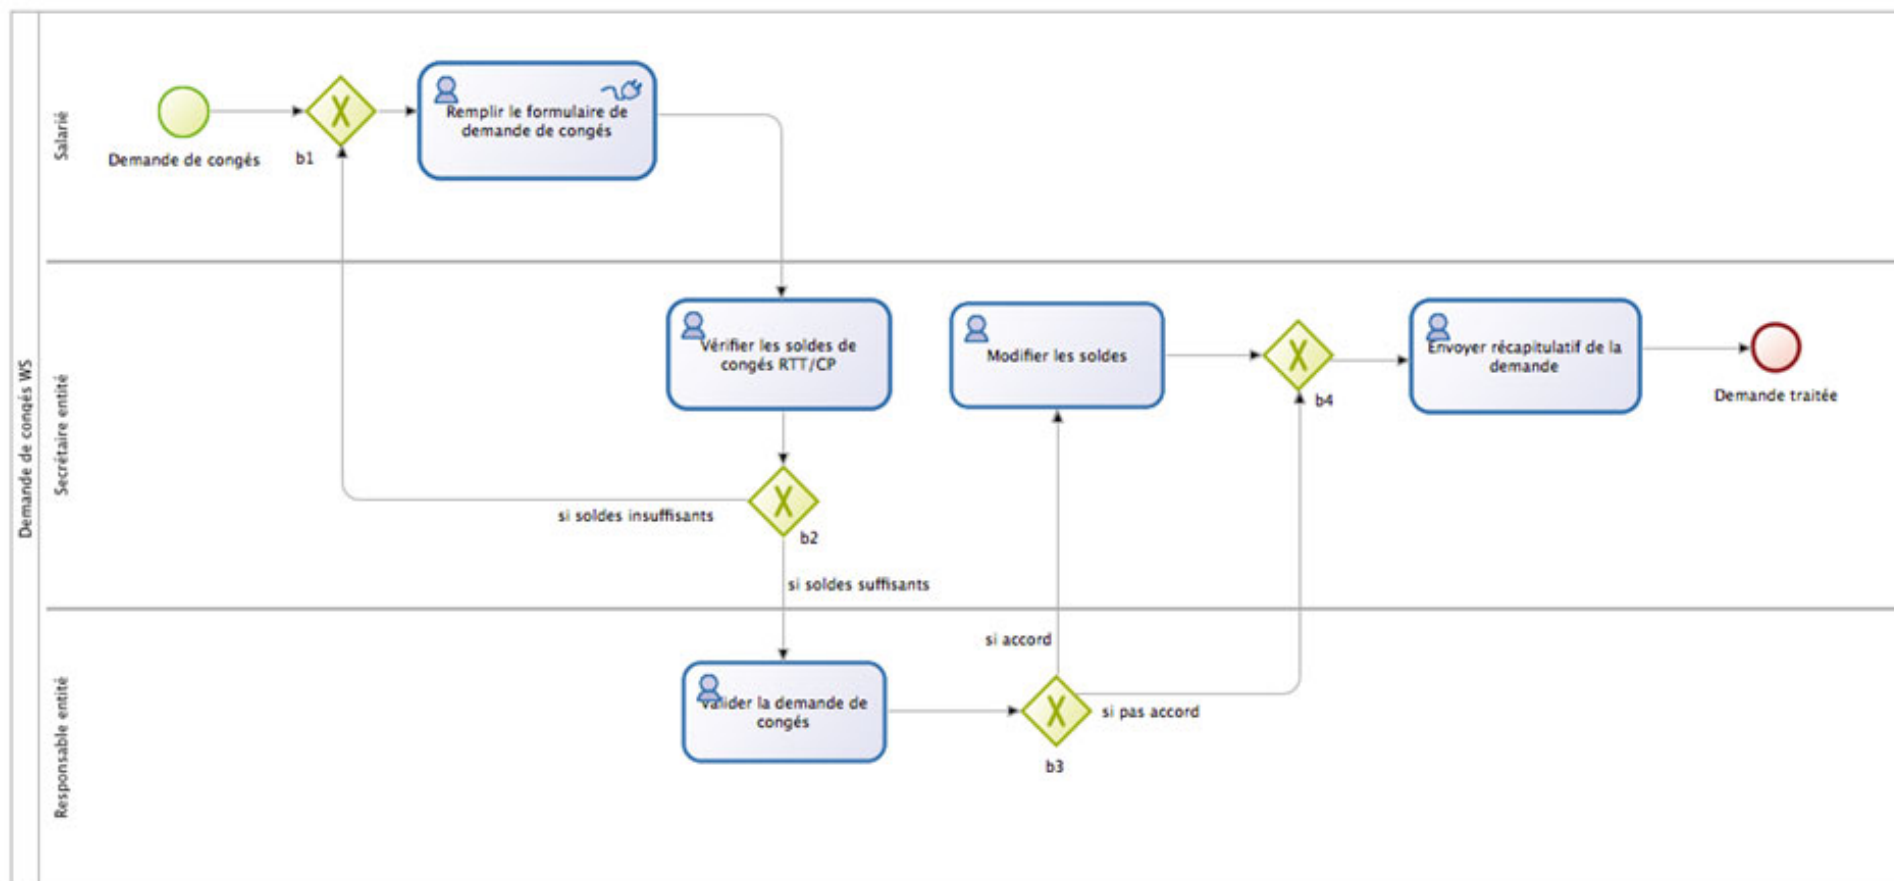 Demande de congés WS
Salarié
Demande de congés
b1
Remplir le formulaire de
demande de congés
Secrétaire entité
Vérifier les soldes de
congés RTT/CP
Modifier les soldes
b4
Envoyer récapitulatif de la
demande
Demande traitée
si soldes insuffisants
b2
si soldes suffisants
Responsable entité
si accord
Valider la demande de
congés
si pas accord
b3